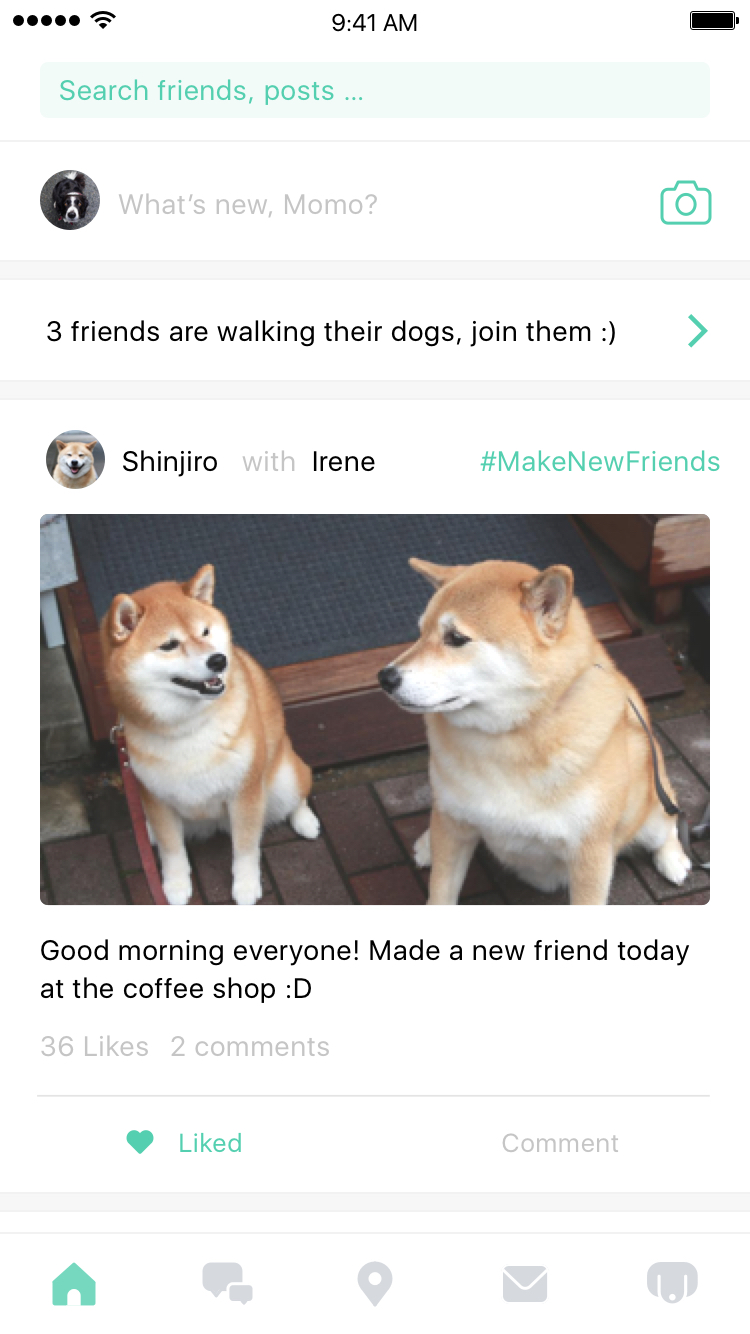 9:41 AM
Search friends, posts ...
What’s new, Momo?
3 friends are walking their dogs, join them :)
Shinjiro with Irene #MakeNewFriends
Good morning everyone! Made a new friend today
at the coffee shop :D
36 Likes 2 comments
Liked Comment